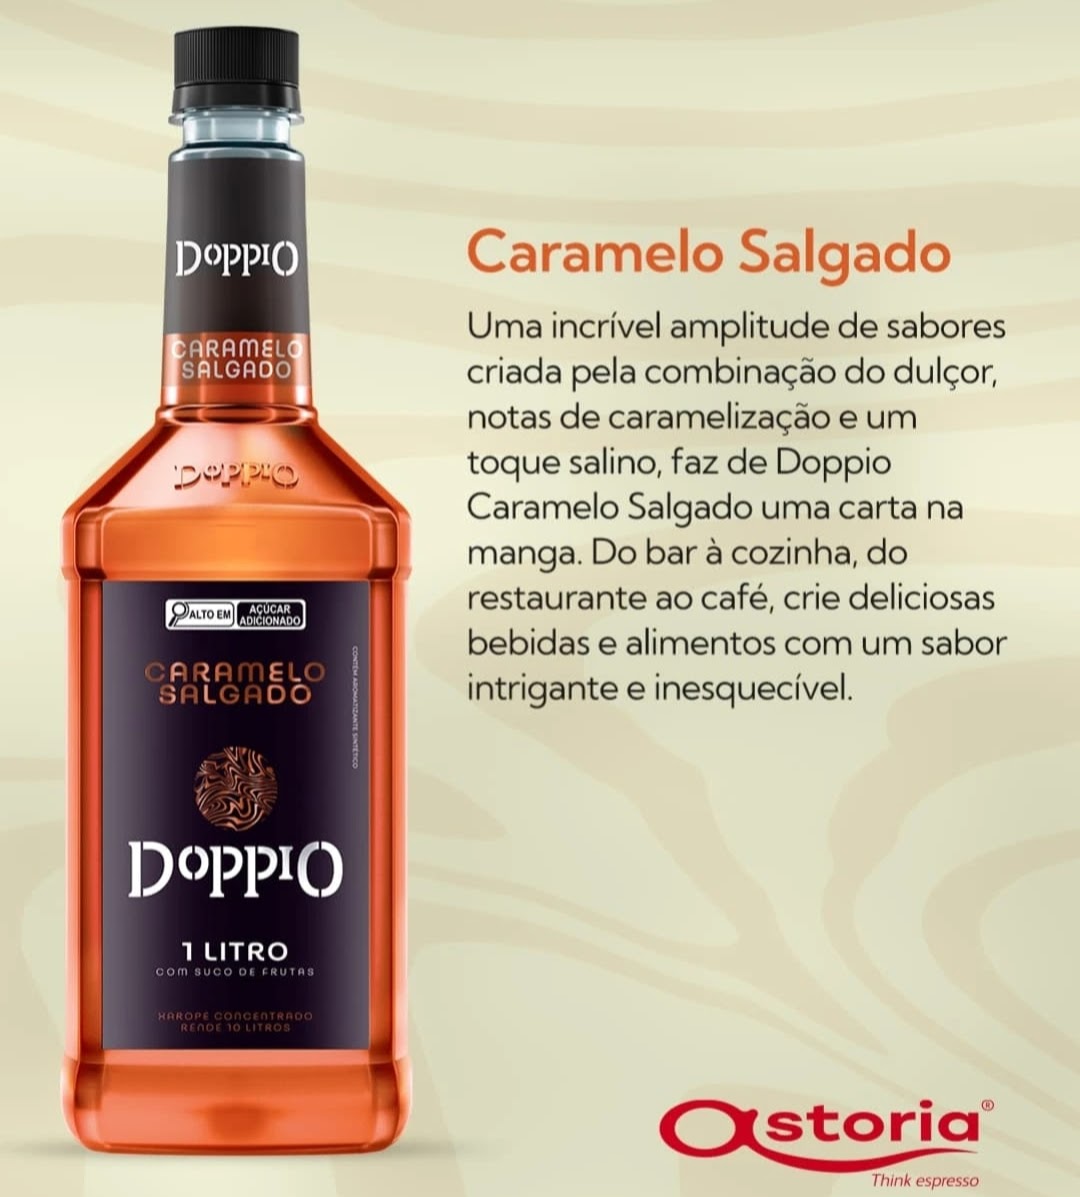 DOPPIO
CARAMELO
SALGADO
DOPPIO
ALTO EM AÇÚCAR
ADICIONADO
CARAMELO
SALGADO
CONTÉM AROMATIZANTE SINTÉTICO
DOPPIO
1 LITRO
COM SUCO DE FRUTAS
XAROPE CONCENTRADO
RENDE 10 LITROS
Caramelo Salgado
Uma incrível amplitude de sabores
criada pela combinação do dulçor,
notas de caramelização e um
toque salino, faz de Doppio
Caramelo Salgado uma carta na
manga. Do bar à cozinha, do
restaurante ao café, crie deliciosas
bebidas e alimentos com um sabor
intrigante e inesquecível.
astoria®
Think espresso